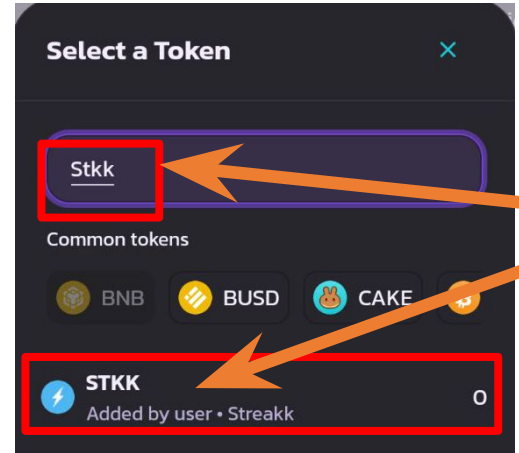 Select a Token
Stkk
Common tokens
BNB BUSD CAKE
STKK
Added by user • Streakk
0